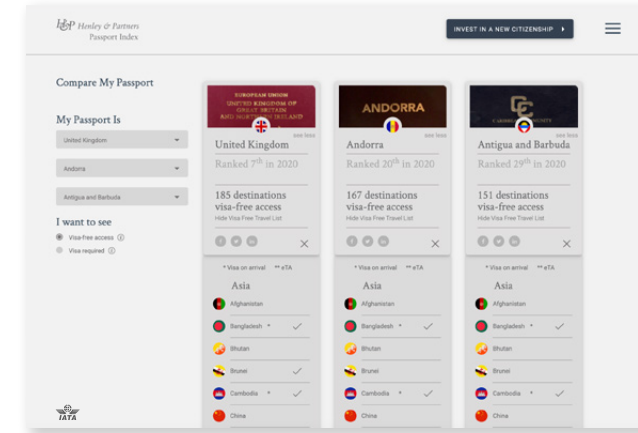 H&P Henley & Partners
Passport Index
INVEST IN A NEW CITIZENSHIP
Compare My Passport
My Passport Is
United Kingdom
Andorra
Antigua and Barbuda
I want to see
Visa-free access
Visa required
IATA
EUROPEAN UNION
UNITED KINGDOM OF
GREAT BRITAIN
AND NORTHERN IRELAND
see less
United Kingdom
Ranked 7th in 2020
185 destinations
visa-free access
Hide Visa Free Travel List
* Visa on arrival ** eTA
Asia
Afghanistan
Bangladesh *
Bhutan
Brunei
Cambodia *
China
ANDORRA
see less
Andorra
Ranked 20th in 2020
167 destinations
visa-free access
Hide Visa Free Travel List
* Visa on arrival ** eTA
Asia
Afghanistan
Bangladesh *
Bhutan
Brunei
Cambodia *
China
COMMUNITY
see less
Antigua and Barbuda
Ranked 29th in 2020
151 destinations
visa-free access
Hide Visa Free Travel List
* Visa on arrival ** eTA
Asia
Afghanistan
Bangladesh *
Bhutan
Brunei
Cambodia *
China